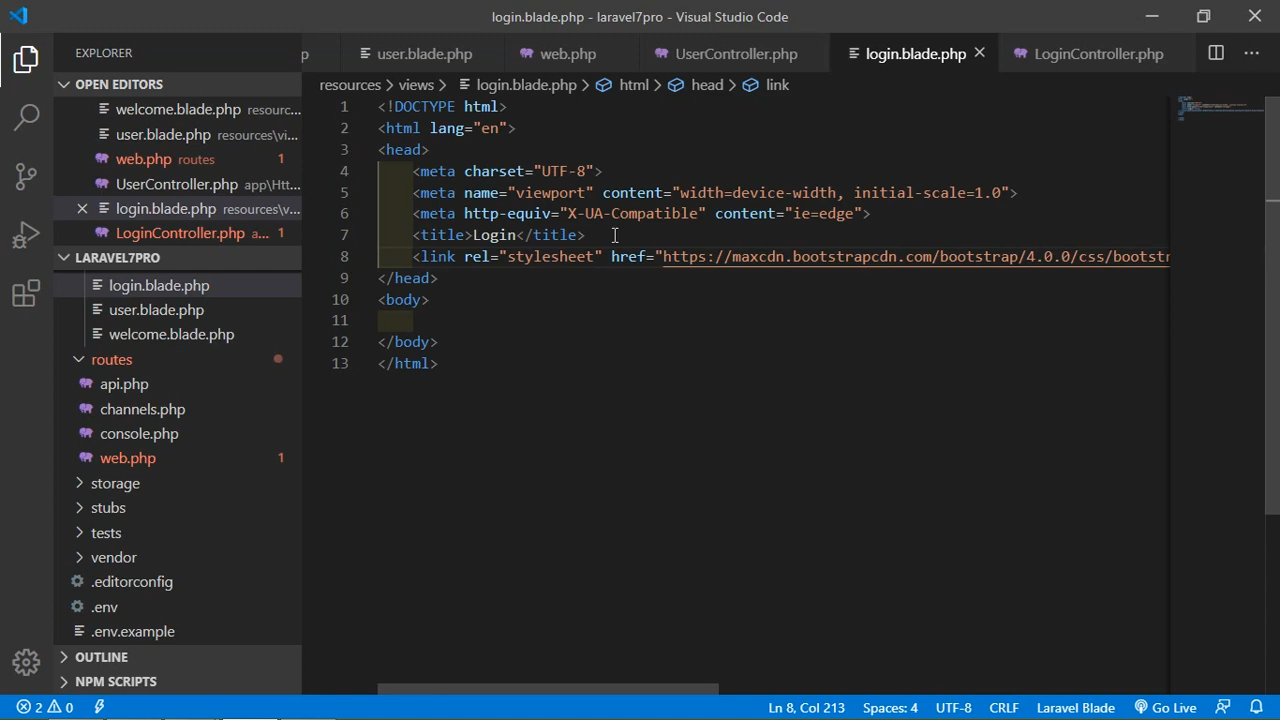 login.blade.php - laravel7pro - Visual Studio Code
EXPLORER
user.blade.php
web.php
UserController.php
login.blade.php
LoginController.php
OPEN EDITORS
resources > views > login.blade.php > html > head > link
welcome.blade.php resourc...
user.blade.php resources\vi...
web.php routes 1
UserController.php app\Htt...
login.blade.php resources\v...
LoginController.php a... 1
LARAVEL7PRO
login.blade.php
user.blade.php
welcome.blade.php
routes
api.php
channels.php
console.php
web.php 1
storage
stubs
tests
vendor
.editorconfig
.env
.env.example
OUTLINE
NPM SCRIPTS
1 <!DOCTYPE html>
2 <html lang="en">
3 <head>
4 <meta charset="UTF-8">
5 <meta name="viewport" content="width=device-width, initial-scale=1.0">
6 <meta http-equiv="X-UA-Compatible" content="ie=edge">
7 <title>Login</title>
8 <link rel="stylesheet" href="https://maxcdn.bootstrapcdn.com/bootstrap/4.0.0/css/bootstr
9 </head>
10 <body>
11
12 </body>
13 </html>
2 0 Ln 8, Col 213 Spaces: 4 UTF-8 CRLF Laravel Blade Go Live